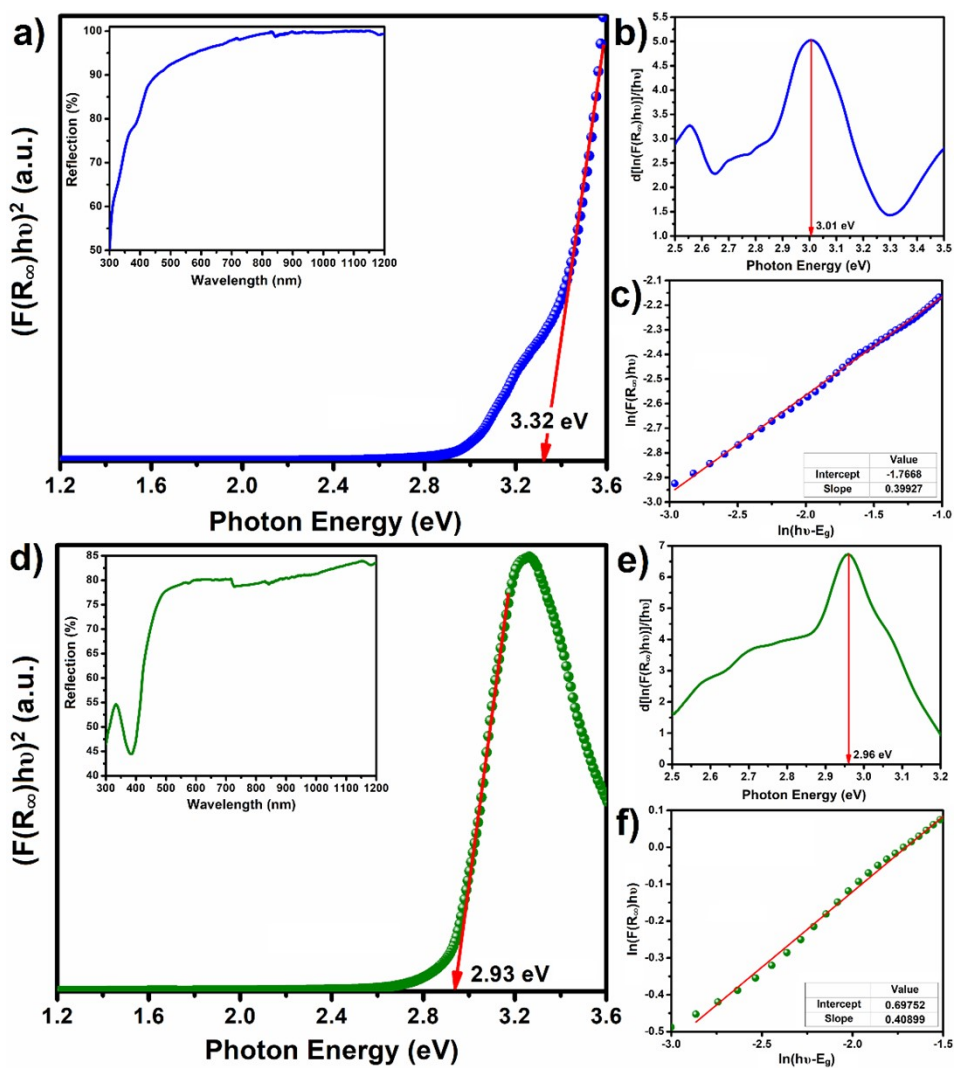 a)
(F(R∞)hυ)² (a.u.)
100
90
80
70
60
50
Reflection (%)
300 400 500 600 700 800 900 1000 1100 1200
Wavelength (nm)
3.32 eV
1.2 1.8 2.4 3.0 3.6
Photon Energy (eV)
b)
d[ln(F(R∞)hυ)]/[hυ]
5.5
5.0
4.5
4.0
3.5
3.0
2.5
2.0
1.5
1.0
3.01 eV
2.5 2.6 2.7 2.8 2.9 3.0 3.1 3.2 3.3 3.4 3.5
Photon Energy (eV)
c)
ln(F(R∞)hυ)
-2.1
-2.2
-2.3
-2.4
-2.5
-2.6
-2.7
-2.8
-2.9
-3.0
Value
Intercept -1.7668
Slope 0.39927
-3.0 -2.5 -2.0 -1.5 -1.0
ln(hυ-Eg)
d)
(F(R∞)hυ)² (a.u.)
85
80
75
70
65
60
55
50
45
40
Reflection (%)
300 400 500 600 700 800 900 1000 1100 1200
Wavelength (nm)
2.93 eV
1.2 1.8 2.4 3.0 3.6
Photon Energy (eV)
e)
d[ln(F(R∞)hυ)]/[hυ]
7
6
5
4
3
2
1
0
2.96 eV
2.5 2.6 2.7 2.8 2.9 3.0 3.1 3.2
Photon Energy (eV)
f)
ln(F(R∞)hυ)
0.1
0.0
-0.1
-0.2
-0.3
-0.4
-0.5
Value
Intercept 0.69752
Slope 0.40899
-3.0 -2.5 -2.0 -1.5
ln(hυ-Eg)